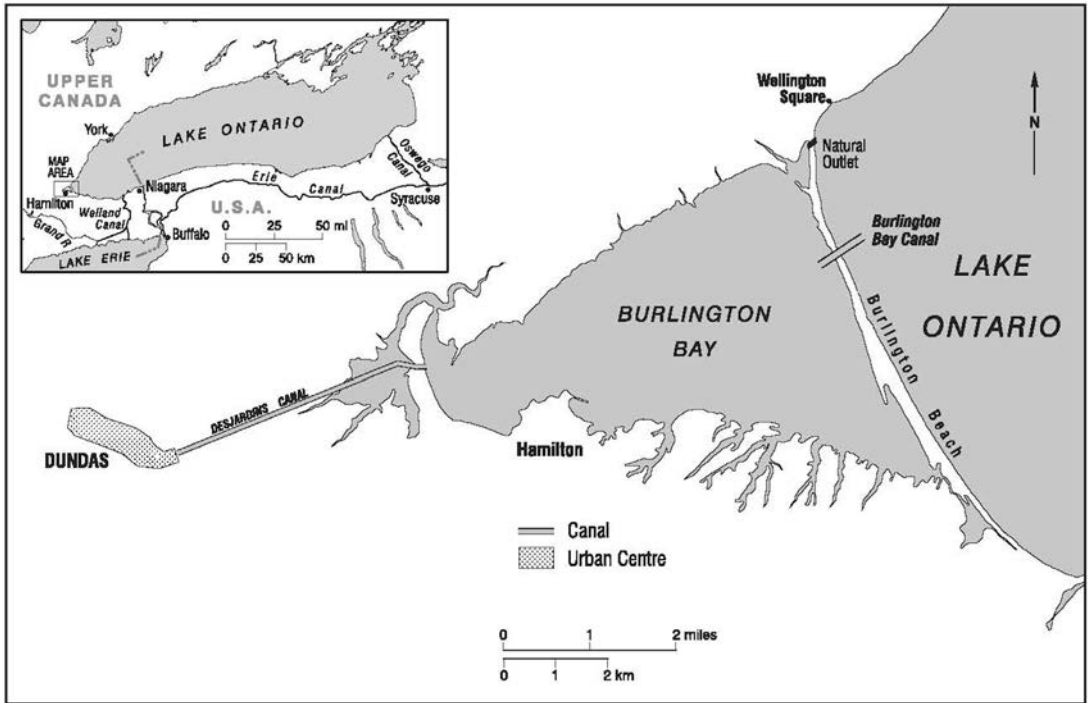 UPPER
CANADA
York
LAKE ONTARIO
MAP
AREA
Hamilton
Niagara
Erie
Canal
Oswego
Canal
Syracuse
Welland
Canal
U.S.A.
Grand R
Buffalo
LAKE ERIE
0 25 50 mi
0 25 50 km
Wellington
Square
N
Natural
Outlet
Burlington
Bay Canal
LAKE
ONTARIO
BURLINGTON
BAY
Burlington
Beach
DESJARDINS CANAL
DUNDAS
Hamilton
Canal
Urban Centre
0 1 2 miles
0 1 2 km